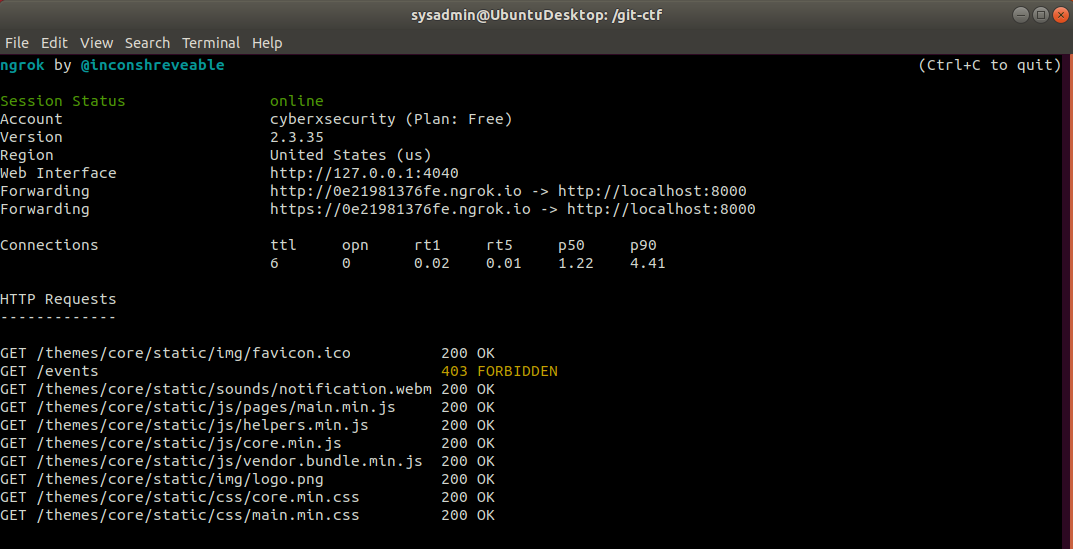 sysadmin@UbuntuDesktop: /git-ctf
File Edit View Search Terminal Help
ngrok by @inconshreveable (Ctrl+C to quit)
Session Status online
Account cyberxsecurity (Plan: Free)
Version 2.3.35
Region United States (us)
Web Interface http://127.0.0.1:4040
Forwarding http://0e21981376fe.ngrok.io -> http://localhost:8000
Forwarding https://0e21981376fe.ngrok.io -> http://localhost:8000
Connections ttl opn rt1 rt5 p50 p90
6 0 0.02 0.01 1.22 4.41
HTTP Requests
-------------
GET /themes/core/static/img/favicon.ico 200 OK
GET /events 403 FORBIDDEN
GET /themes/core/static/sounds/notification.webm 200 OK
GET /themes/core/static/js/pages/main.min.js 200 OK
GET /themes/core/static/js/helpers.min.js 200 OK
GET /themes/core/static/js/core.min.js 200 OK
GET /themes/core/static/js/vendor.bundle.min.js 200 OK
GET /themes/core/static/img/logo.png 200 OK
GET /themes/core/static/css/core.min.css 200 OK
GET /themes/core/static/css/main.min.css 200 OK